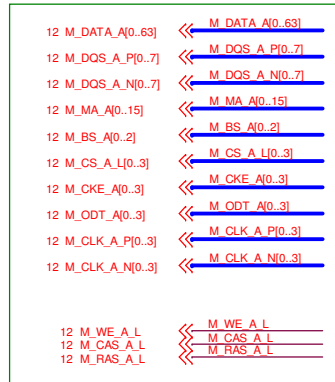 12 M_DATA_A[0..63] M_DATA_A[0..63]
12 M_DQS_A_P[0..7] M_DQS_A_P[0..7]
12 M_DQS_A_N[0..7] M_DQS_A_N[0..7]
12 M_MA_A[0..15] M_MA_A[0..15]
12 M_BS_A[0..2] M_BS_A[0..2]
12 M_CS_A_L[0..3] M_CS_A_L[0..3]
12 M_CKE_A[0..3] M_CKE_A[0..3]
12 M_ODT_A[0..3] M_ODT_A[0..3]
12 M_CLK_A_P[0..3] M_CLK_A_P[0..3]
12 M_CLK_A_N[0..3] M_CLK_A_N[0..3]
12 M_WE_A_L M_WE_A_L
12 M_CAS_A_L M_CAS_A_L
12 M_RAS_A_L M_RAS_A_L